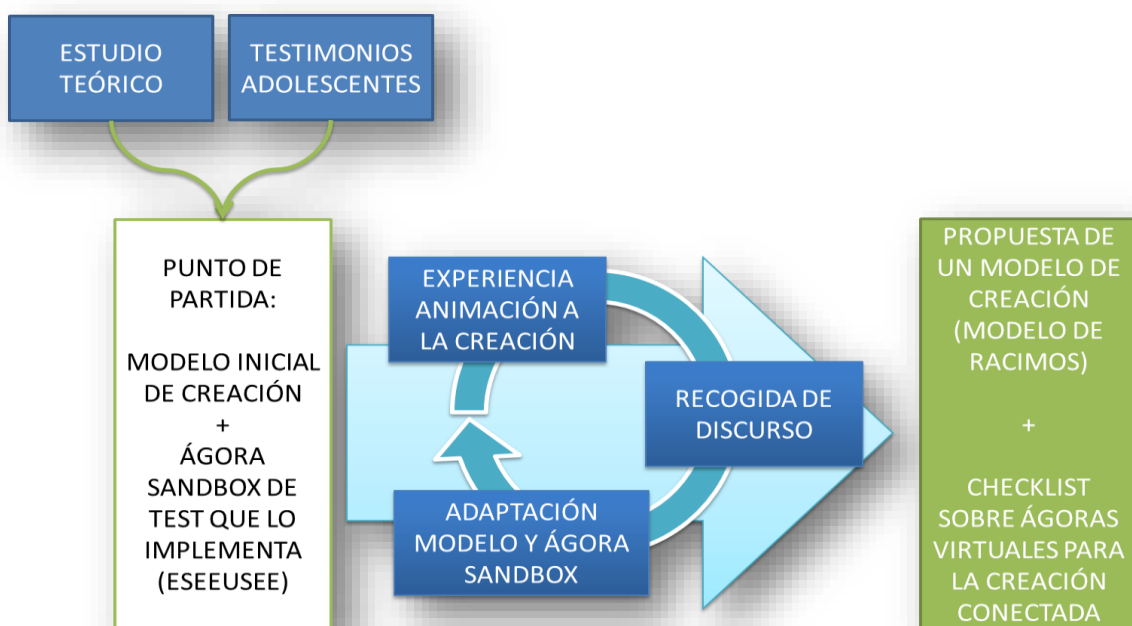 ESTUDIO
TEÓRICO
TESTIMONIOS
ADOLESCENTES
PUNTO DE
PARTIDA:
MODELO INICIAL
DE CREACIÓN
+
ÁGORA
SANDBOX DE
TEST QUE LO
IMPLEMENTA
(ESEEUSEE)
EXPERIENCIA
ANIMACIÓN A
LA CREACIÓN
RECOGIDA DE
DISCURSO
ADAPTACIÓN
MODELO Y ÁGORA
SANDBOX
PROPUESTA DE
UN MODELO DE
CREACIÓN
(MODELO DE
RACIMOS)
+
CHECKLIST
SOBRE ÁGORAS
VIRTUALES PARA
LA CREACIÓN
CONECTADA